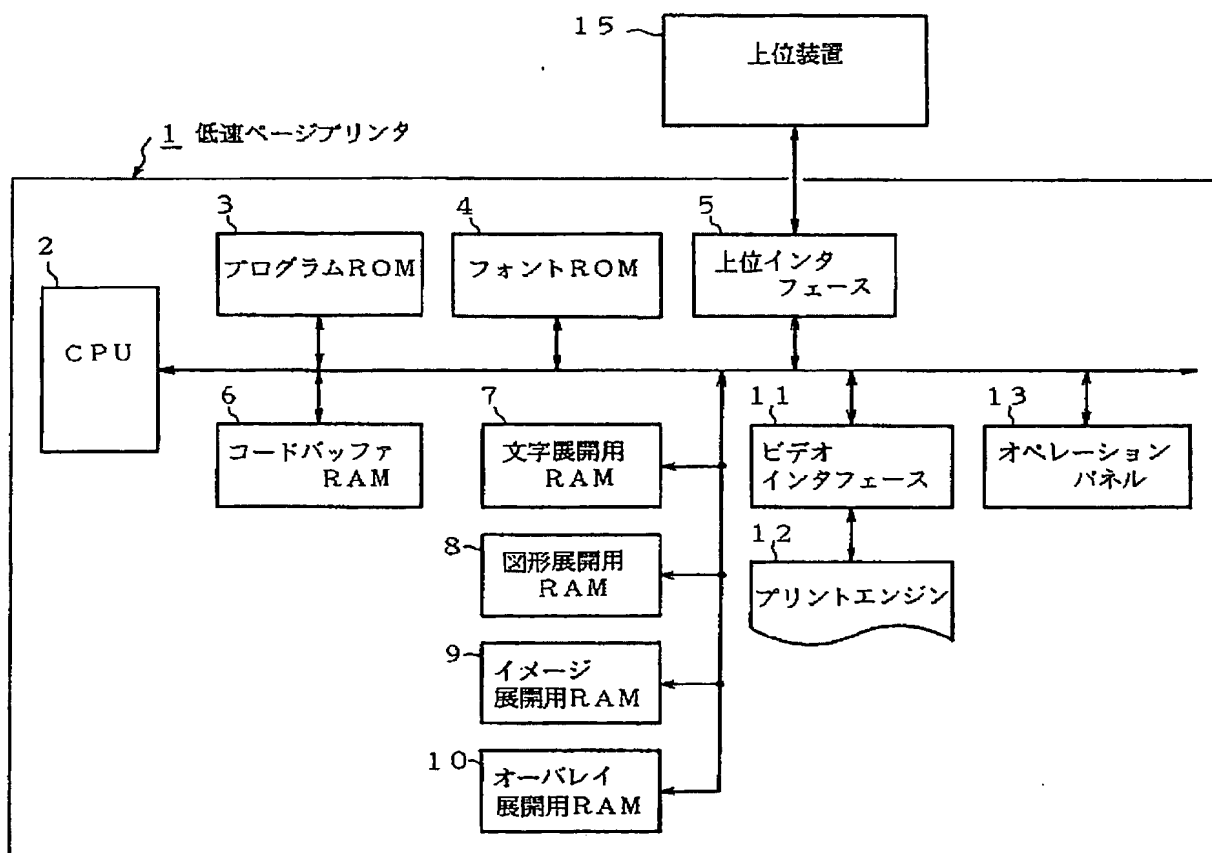 15
上位装置
1 低速ページプリンタ
3
プログラムROM
4
フォントROM
5
上位インタ
フェース
2
CPU
6
コードバッファ
RAM
7
文字展開用
RAM
11
ビデオ
インタフェース
13
オペレーション
パネル
8
図形展開用
RAM
12
プリントエンジン
9
イメージ
展開用RAM
10
オーバレイ
展開用RAM